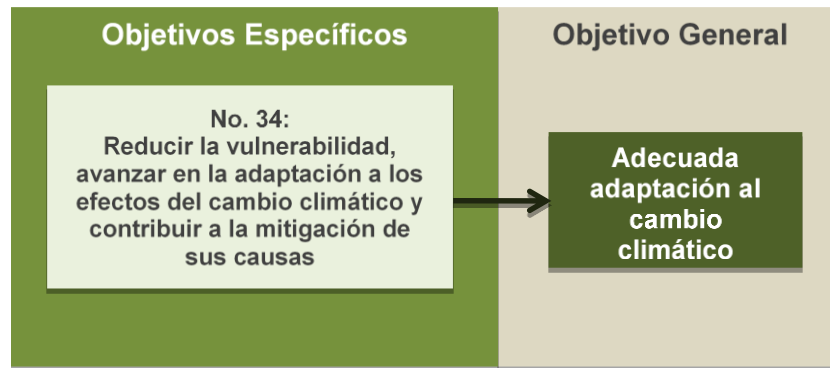 Objetivos Específicos
Objetivo General
No. 34:
Reducir la vulnerabilidad,
avanzar en la adaptación a los
efectos del cambio climático y
contribuir a la mitigación de
sus causas
Adecuada
adaptación al
cambio
climático